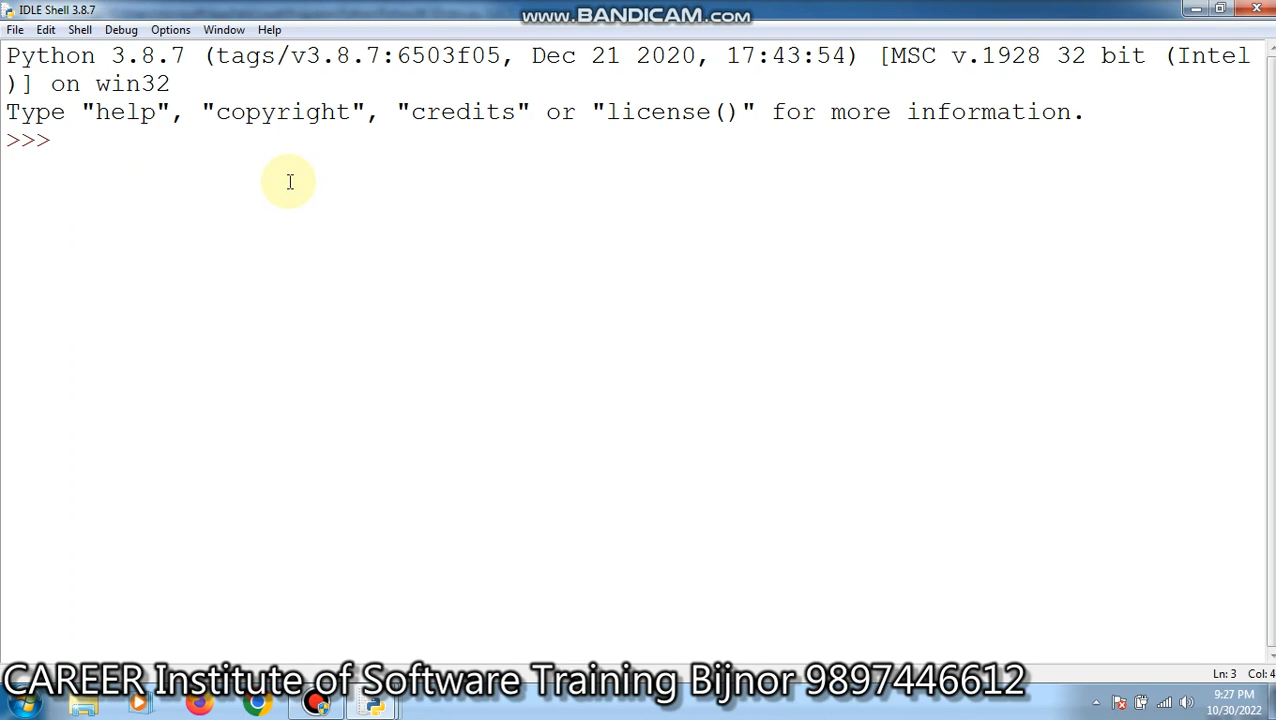 IDLE Shell 3.8.7
www.BANDICAM.com
File Edit Shell Debug Options Window Help
Python 3.8.7 (tags/v3.8.7:6503f05, Dec 21 2020, 17:43:54) [MSC v.1928 32 bit (Intel
)] on win32
Type "help", "copyright", "credits" or "license()" for more information.
>>>
Ln: 3 Col: 4
CAREER Institute of Software Training Bijnor 9897446612
9:27 PM
10/30/2022